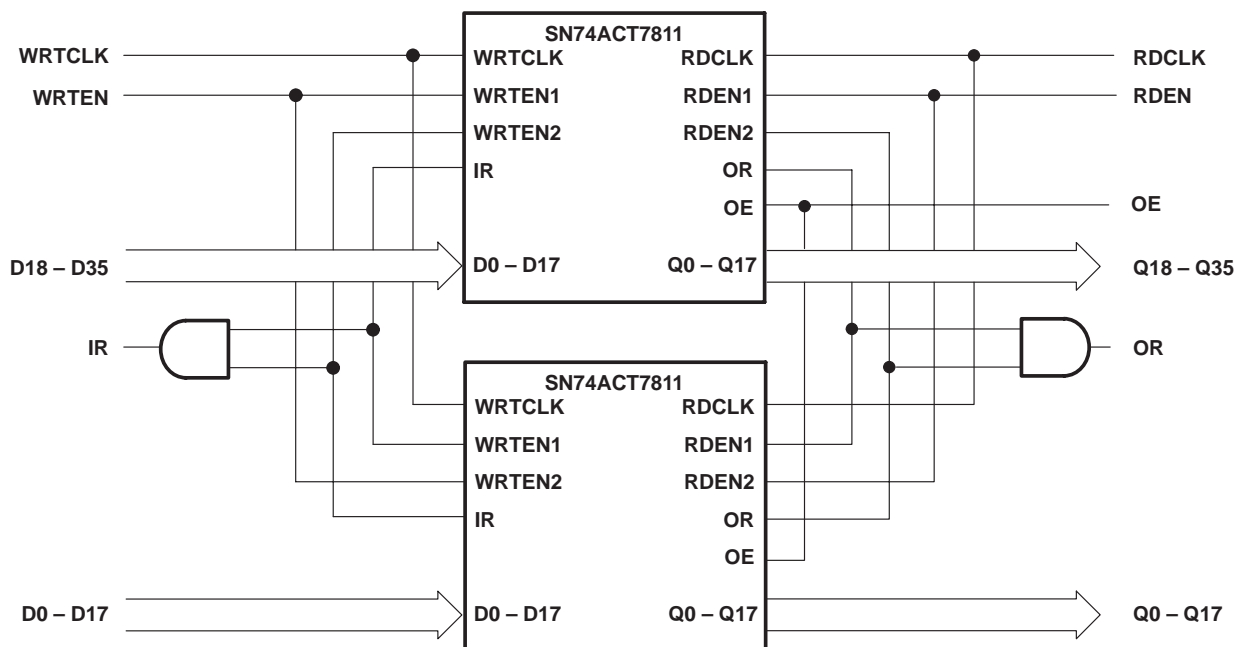 SN74ACT7811
WRTCLK WRTCLK RDCLK RDCLK
WRTEN WRTEN1 RDEN1 RDEN
WRTEN2 RDEN2
IR OR
OE OE
D18 – D35 D0 – D17 Q0 – Q17 Q18 – Q35
IR OR
SN74ACT7811
WRTCLK RDCLK
WRTEN1 RDEN1
WRTEN2 RDEN2
IR OR
OE
D0 – D17 D0 – D17 Q0 – Q17 Q0 – Q17